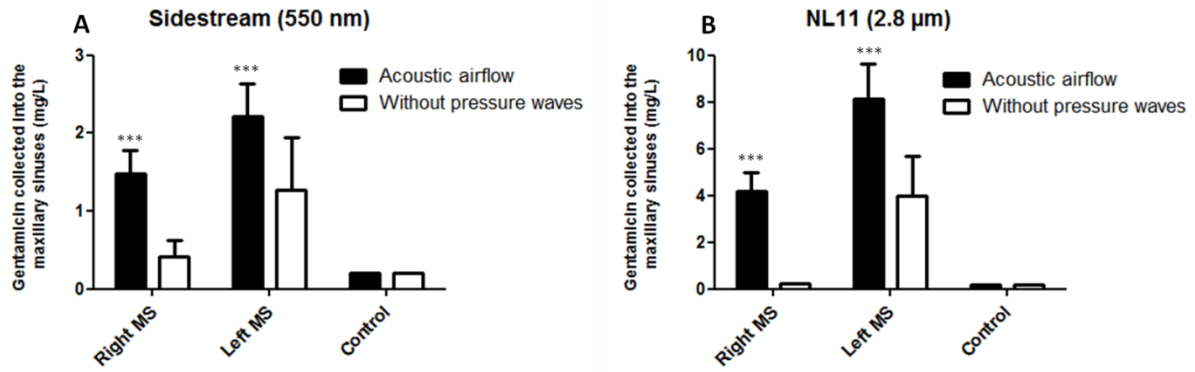 A
Sidestream (550 nm)
Gentamicin collected into the
maxillary sinuses (mg/L)
3
2
1
0
***
***
Acoustic airflow
Without pressure waves
Right MS
Left MS
Control
B
NL11 (2.8 µm)
Gentamicin collected into the
maxillary sinuses (mg/L)
10
8
6
4
2
0
***
***
Acoustic airflow
Without pressure waves
Right MS
Left MS
Control